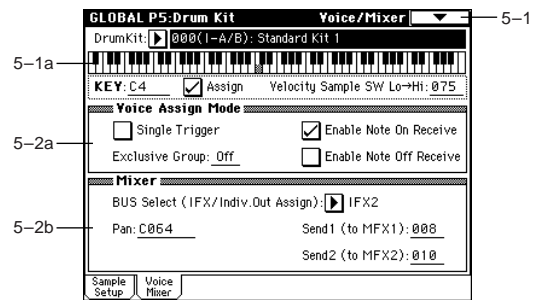 GLOBAL P5:Drum Kit Voice/Mixer
5–1
DrumKit: 000(I-A/B): Standard Kit 1
5–1a
KEY: C4 Assign Velocity Sample SW Lo→Hi: 075
Voice Assign Mode
5–2a
Single Trigger Enable Note On Receive
Exclusive Group: Off Enable Note Off Receive
Mixer
5–2b
BUS Select (IFX/Indiv.Out Assign): IFX2
Pan: C064 Send1 (to MFX1): 008
Send2 (to MFX2): 010
Sample Setup Voice Mixer